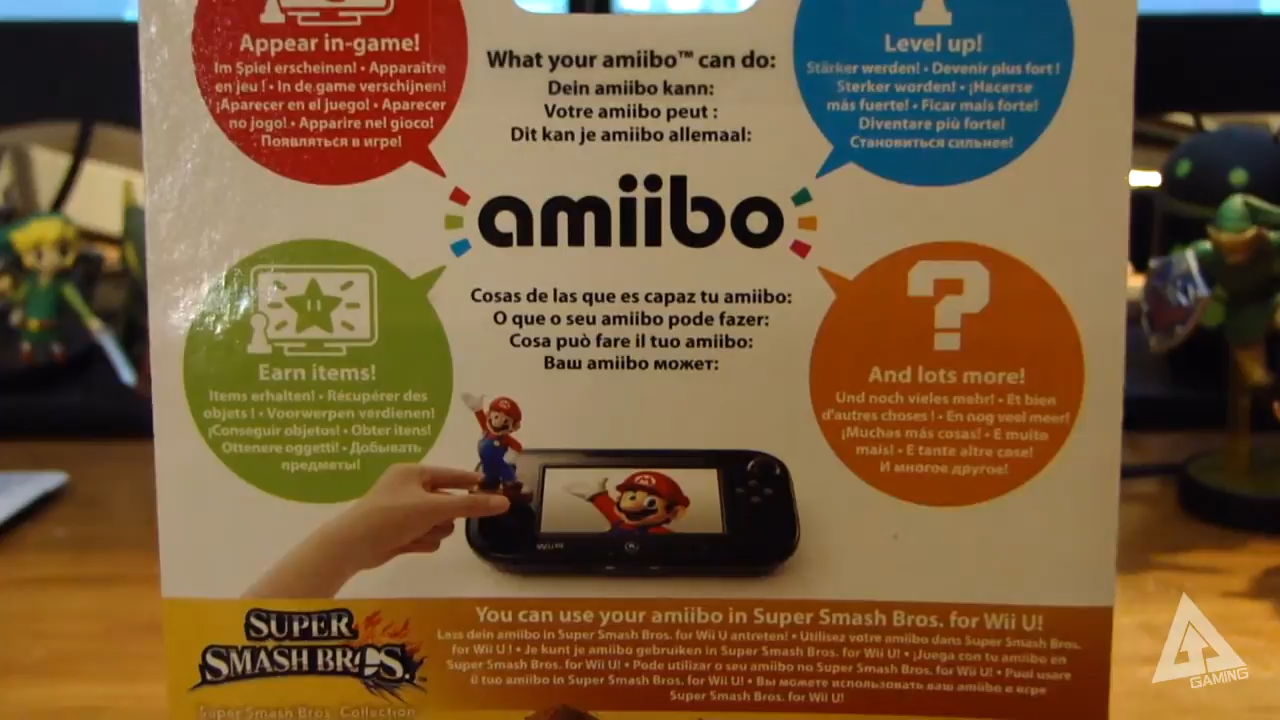 Appear in-game!
Im Spiel erscheinen! • Apparaître
en jeu ! • In de game verschijnen!
¡Aparecer en el juego! • Aparecer
no jogo! • Apparire nel gioco!
Появляться в игре!
What your amiibo™ can do:
Dein amiibo kann:
Votre amiibo peut :
Dit kan je amiibo allemaal:
Level up!
Stärker werden! • Devenir plus fort !
Sterker worden! • ¡Hacerse
más fuerte! • Ficar mais forte!
Diventare più forte!
Становиться сильнее!
amiibo
Earn items!
Items erhalten! • Récupérer des
objets ! • Voorwerpen verdienen!
¡Conseguir objetos! • Obter itens!
Ottenere oggetti! • Добывать
предметы!
Cosas de las que es capaz tu amiibo:
O que o seu amiibo pode fazer:
Cosa può fare il tuo amiibo:
Ваш amiibo может:
?
And lots more!
Und noch vieles mehr! • Et bien
d'autres choses ! • En nog veel meer!
¡Muchas más cosas! • E muito
mais! • E tante altre cose!
И многое другое!
M
M
Wii U
SUPER
SMASH BROS.
Super Smash Bros. Collection
You can use your amiibo in Super Smash Bros. for Wii U!
Lass dein amiibo in Super Smash Bros. for Wii U antreten! • Utilisez votre amiibo dans Super Smash Bros.
for Wii U ! • Je kunt je amiibo gebruiken in Super Smash Bros. for Wii U! • ¡Juega con tu amiibo en
Super Smash Bros. for Wii U! • Pode utilizar o seu amiibo no Super Smash Bros. for Wii U! • Puoi usare
il tuo amiibo in Super Smash Bros. for Wii U! • Вы можете использовать ваш amiibo в игре
Super Smash Bros. for Wii U!
GAMING